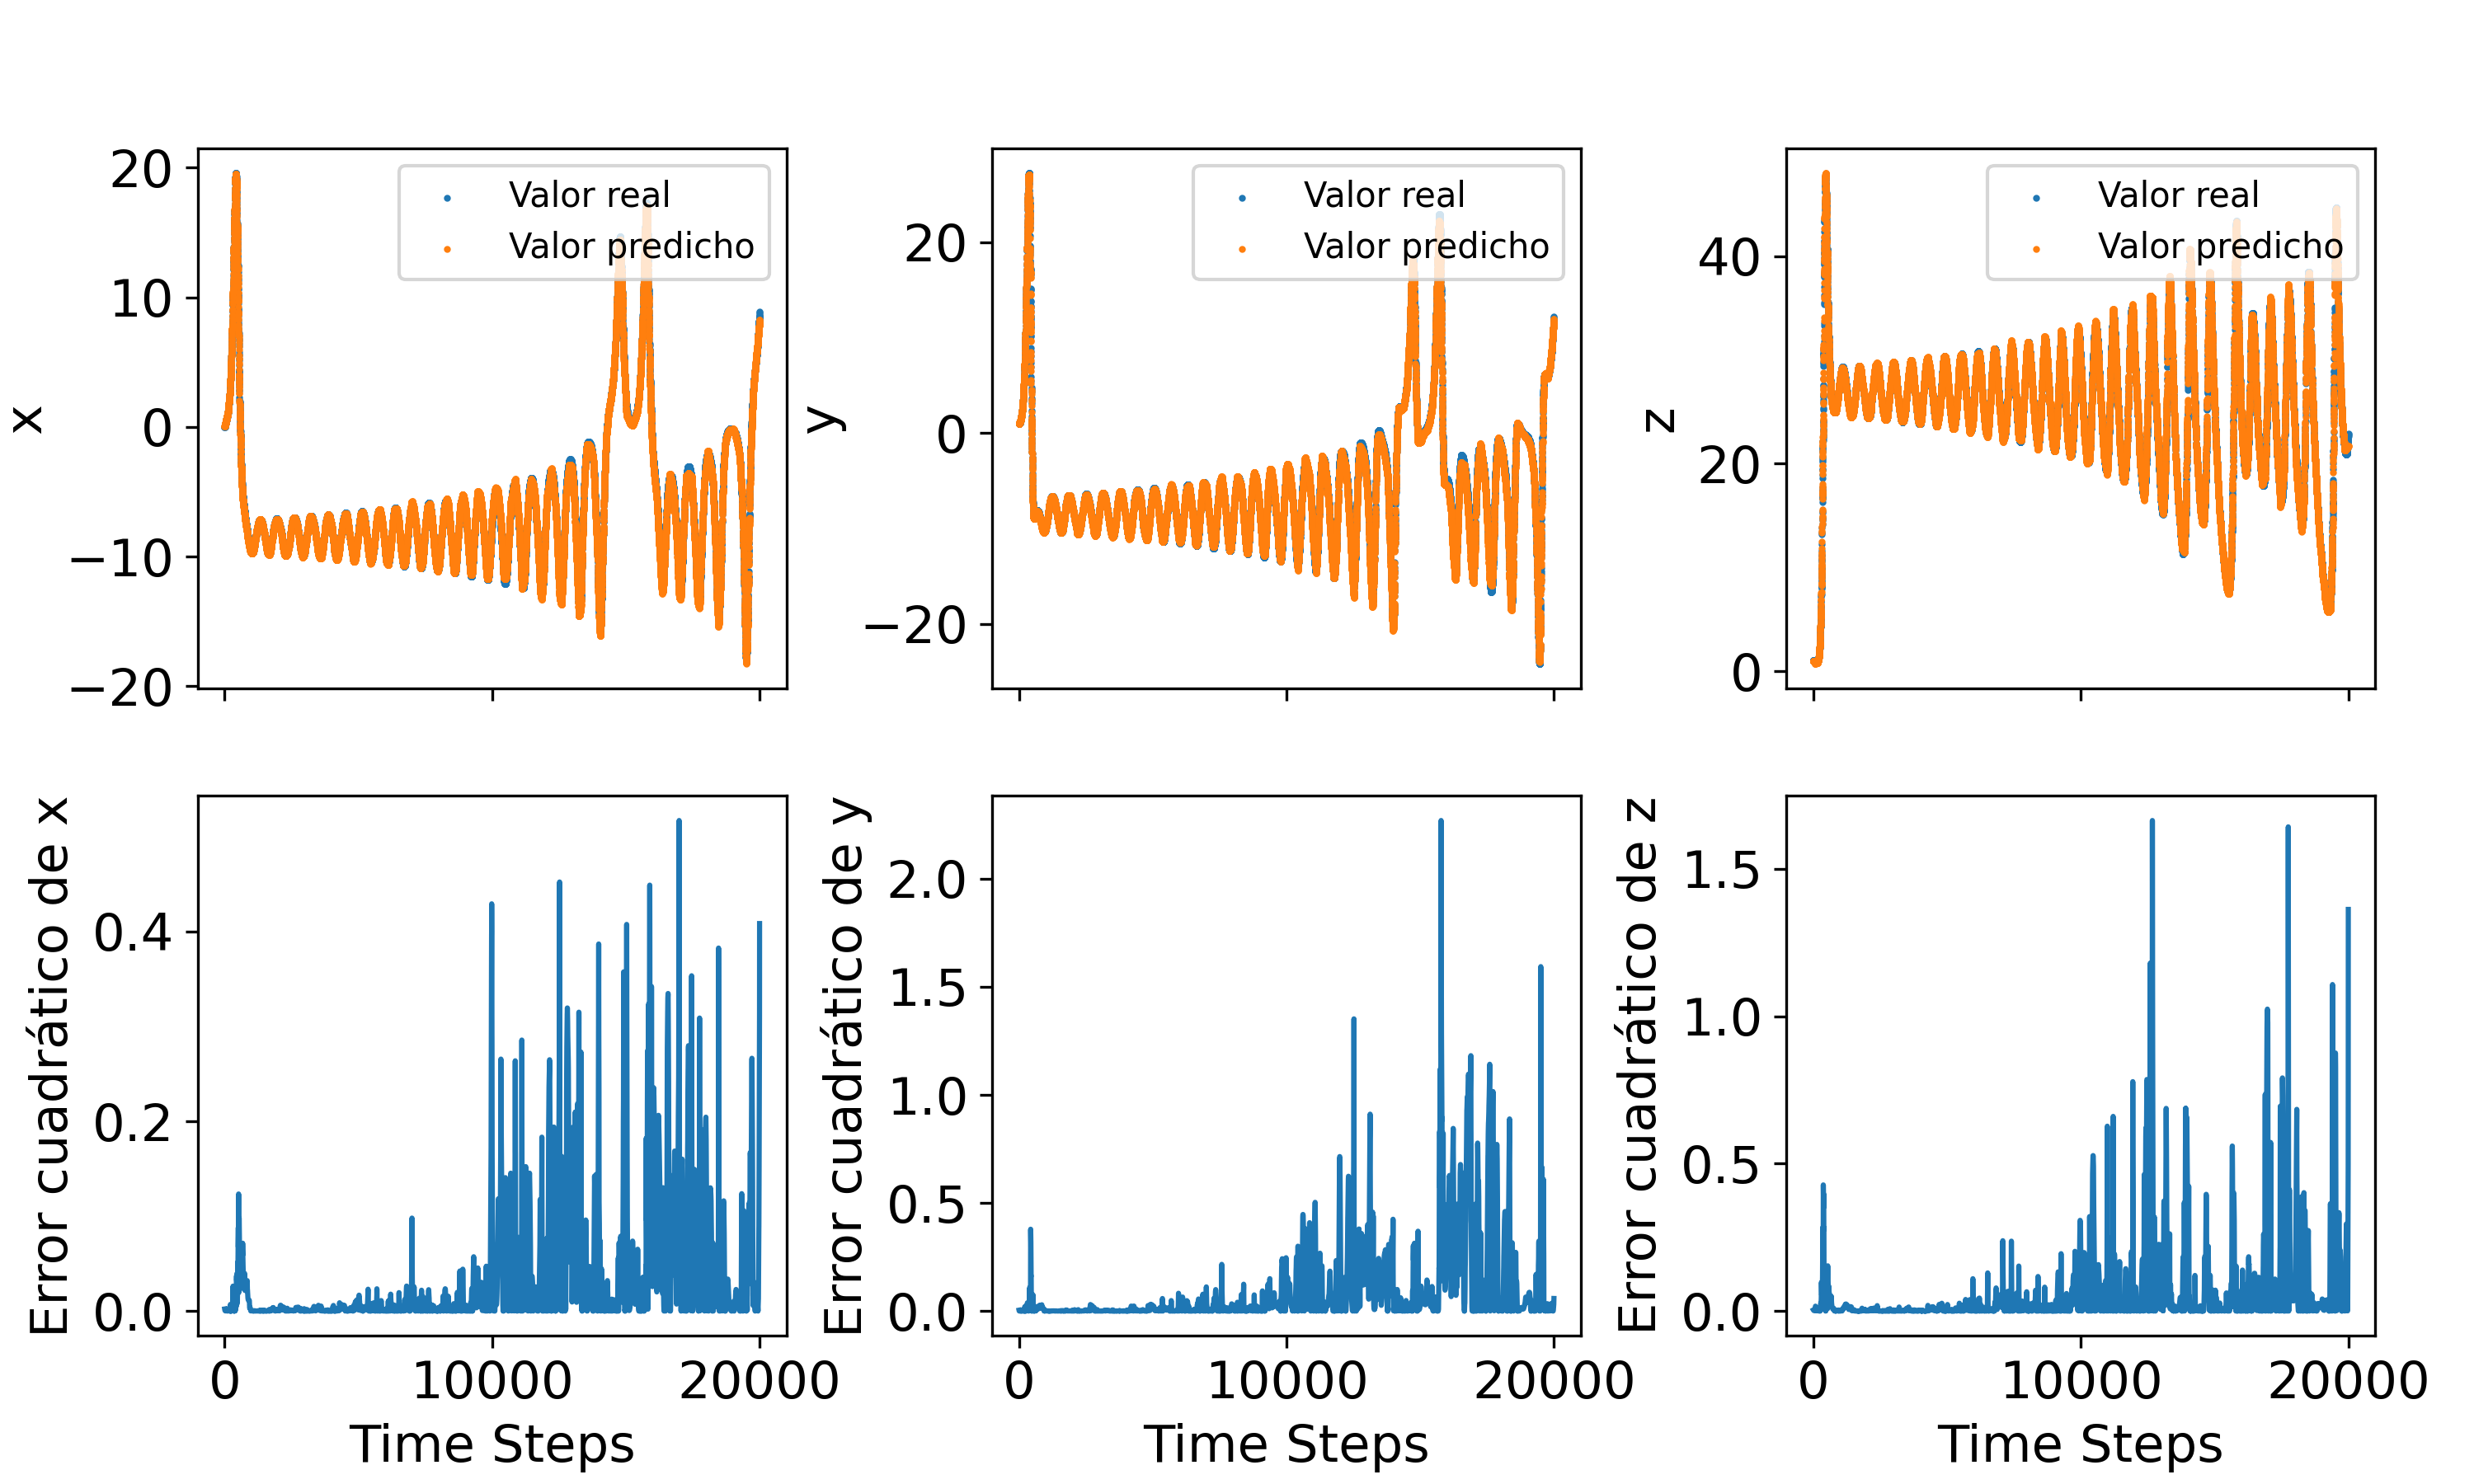 20
10
0
−10
−20
x
Valor real
Valor predicho
20
0
−20
y
Valor real
Valor predicho
40
20
0
z
Valor real
Valor predicho
0.4
0.2
0.0
Error cuadrático de x
0
10000
20000
Time Steps
2.0
1.5
1.0
0.5
0.0
Error cuadrático de y
0
10000
20000
Time Steps
1.5
1.0
0.5
0.0
Error cuadrático de z
0
10000
20000
Time Steps